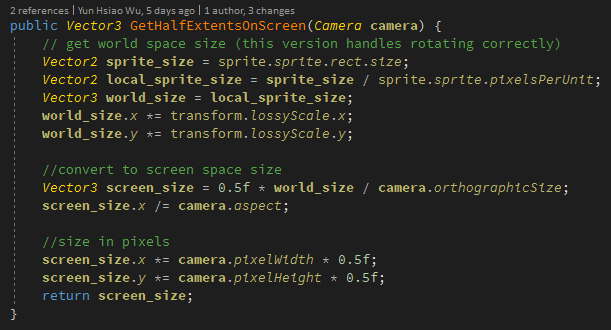 2 references | Yun Hsiao Wu, 5 days ago | 1 author, 3 changes
public Vector3 GetHalfExtentsOnScreen(Camera camera) {
// get world space size (this version handles rotating correctly)
Vector2 sprite_size = sprite.sprite.rect.size;
Vector2 local_sprite_size = sprite_size / sprite.sprite.pixelsPerUnit;
Vector3 world_size = local_sprite_size;
world_size.x *= transform.lossyScale.x;
world_size.y *= transform.lossyScale.y;
//convert to screen space size
Vector3 screen_size = 0.5f * world_size / camera.orthographicSize;
screen_size.x /= camera.aspect;
//size in pixels
screen_size.x *= camera.pixelWidth * 0.5f;
screen_size.y *= camera.pixelHeight * 0.5f;
return screen_size;
}